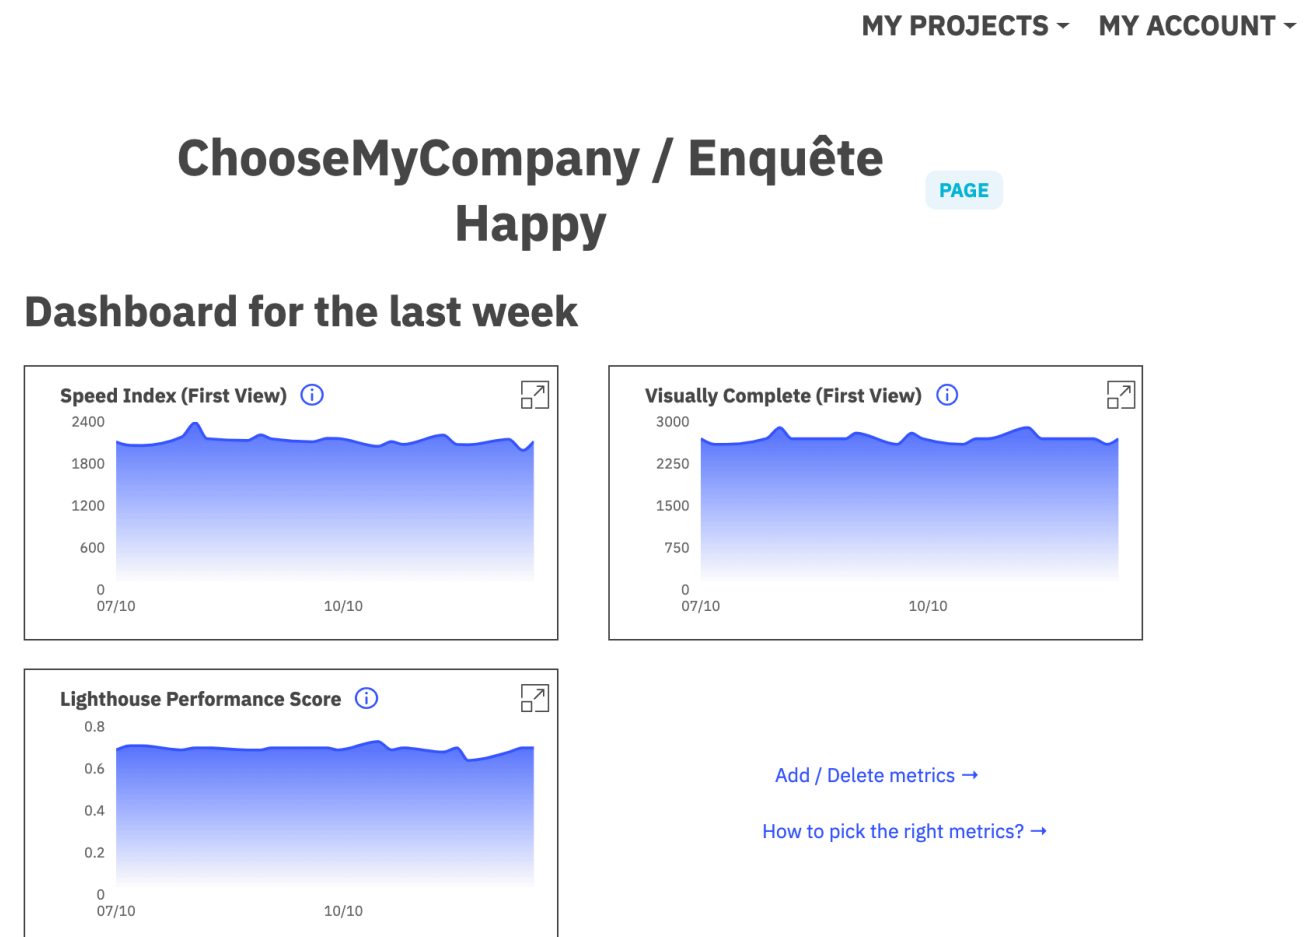 MY PROJECTS MY ACCOUNT
ChooseMyCompany / Enquête
Happy
PAGE
Dashboard for the last week
Speed Index (First View)
2400
1800
1200
600
0
07/10 10/10
Visually Complete (First View)
3000
2250
1500
750
0
07/10 10/10
Lighthouse Performance Score
0.8
0.6
0.4
0.2
0
07/10 10/10
Add / Delete metrics →
How to pick the right metrics? →